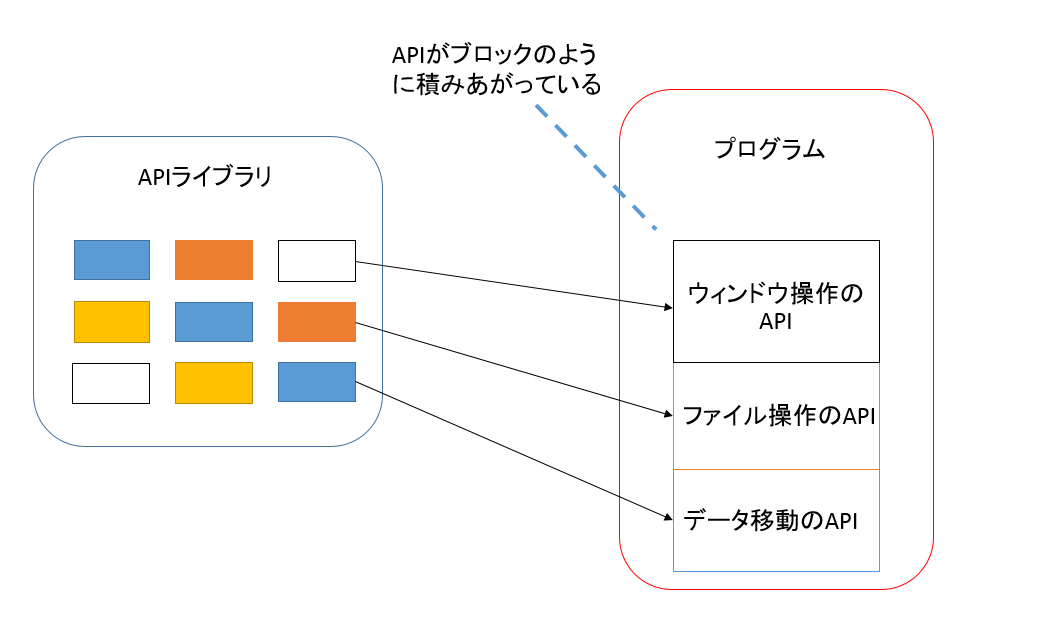 APIがブロックのよう
に積みあがっている
プログラム
APIライブラリ
ウィンドウ操作の
API
ファイル操作のAPI
データ移動のAPI